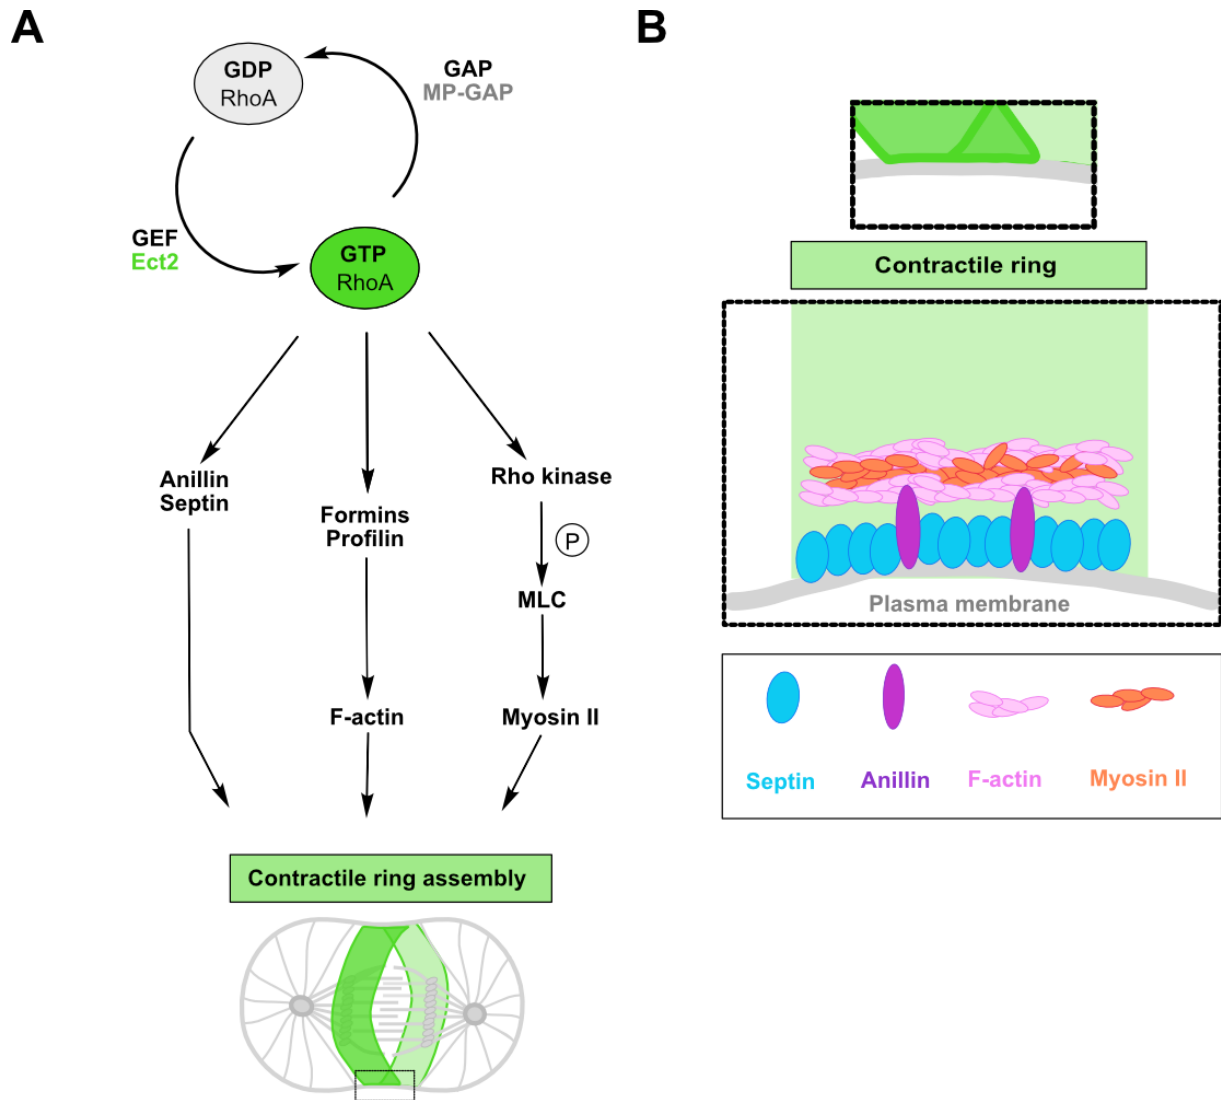 A
GDP
RhoA
GAP
MP-GAP
GEF
Ect2
GTP
RhoA
Anillin
Septin
Formins
Profilin
Rho kinase
P
MLC
F-actin
Myosin II
Contractile ring assembly
B
Contractile ring
Plasma membrane
Septin
Anillin
F-actin
Myosin II